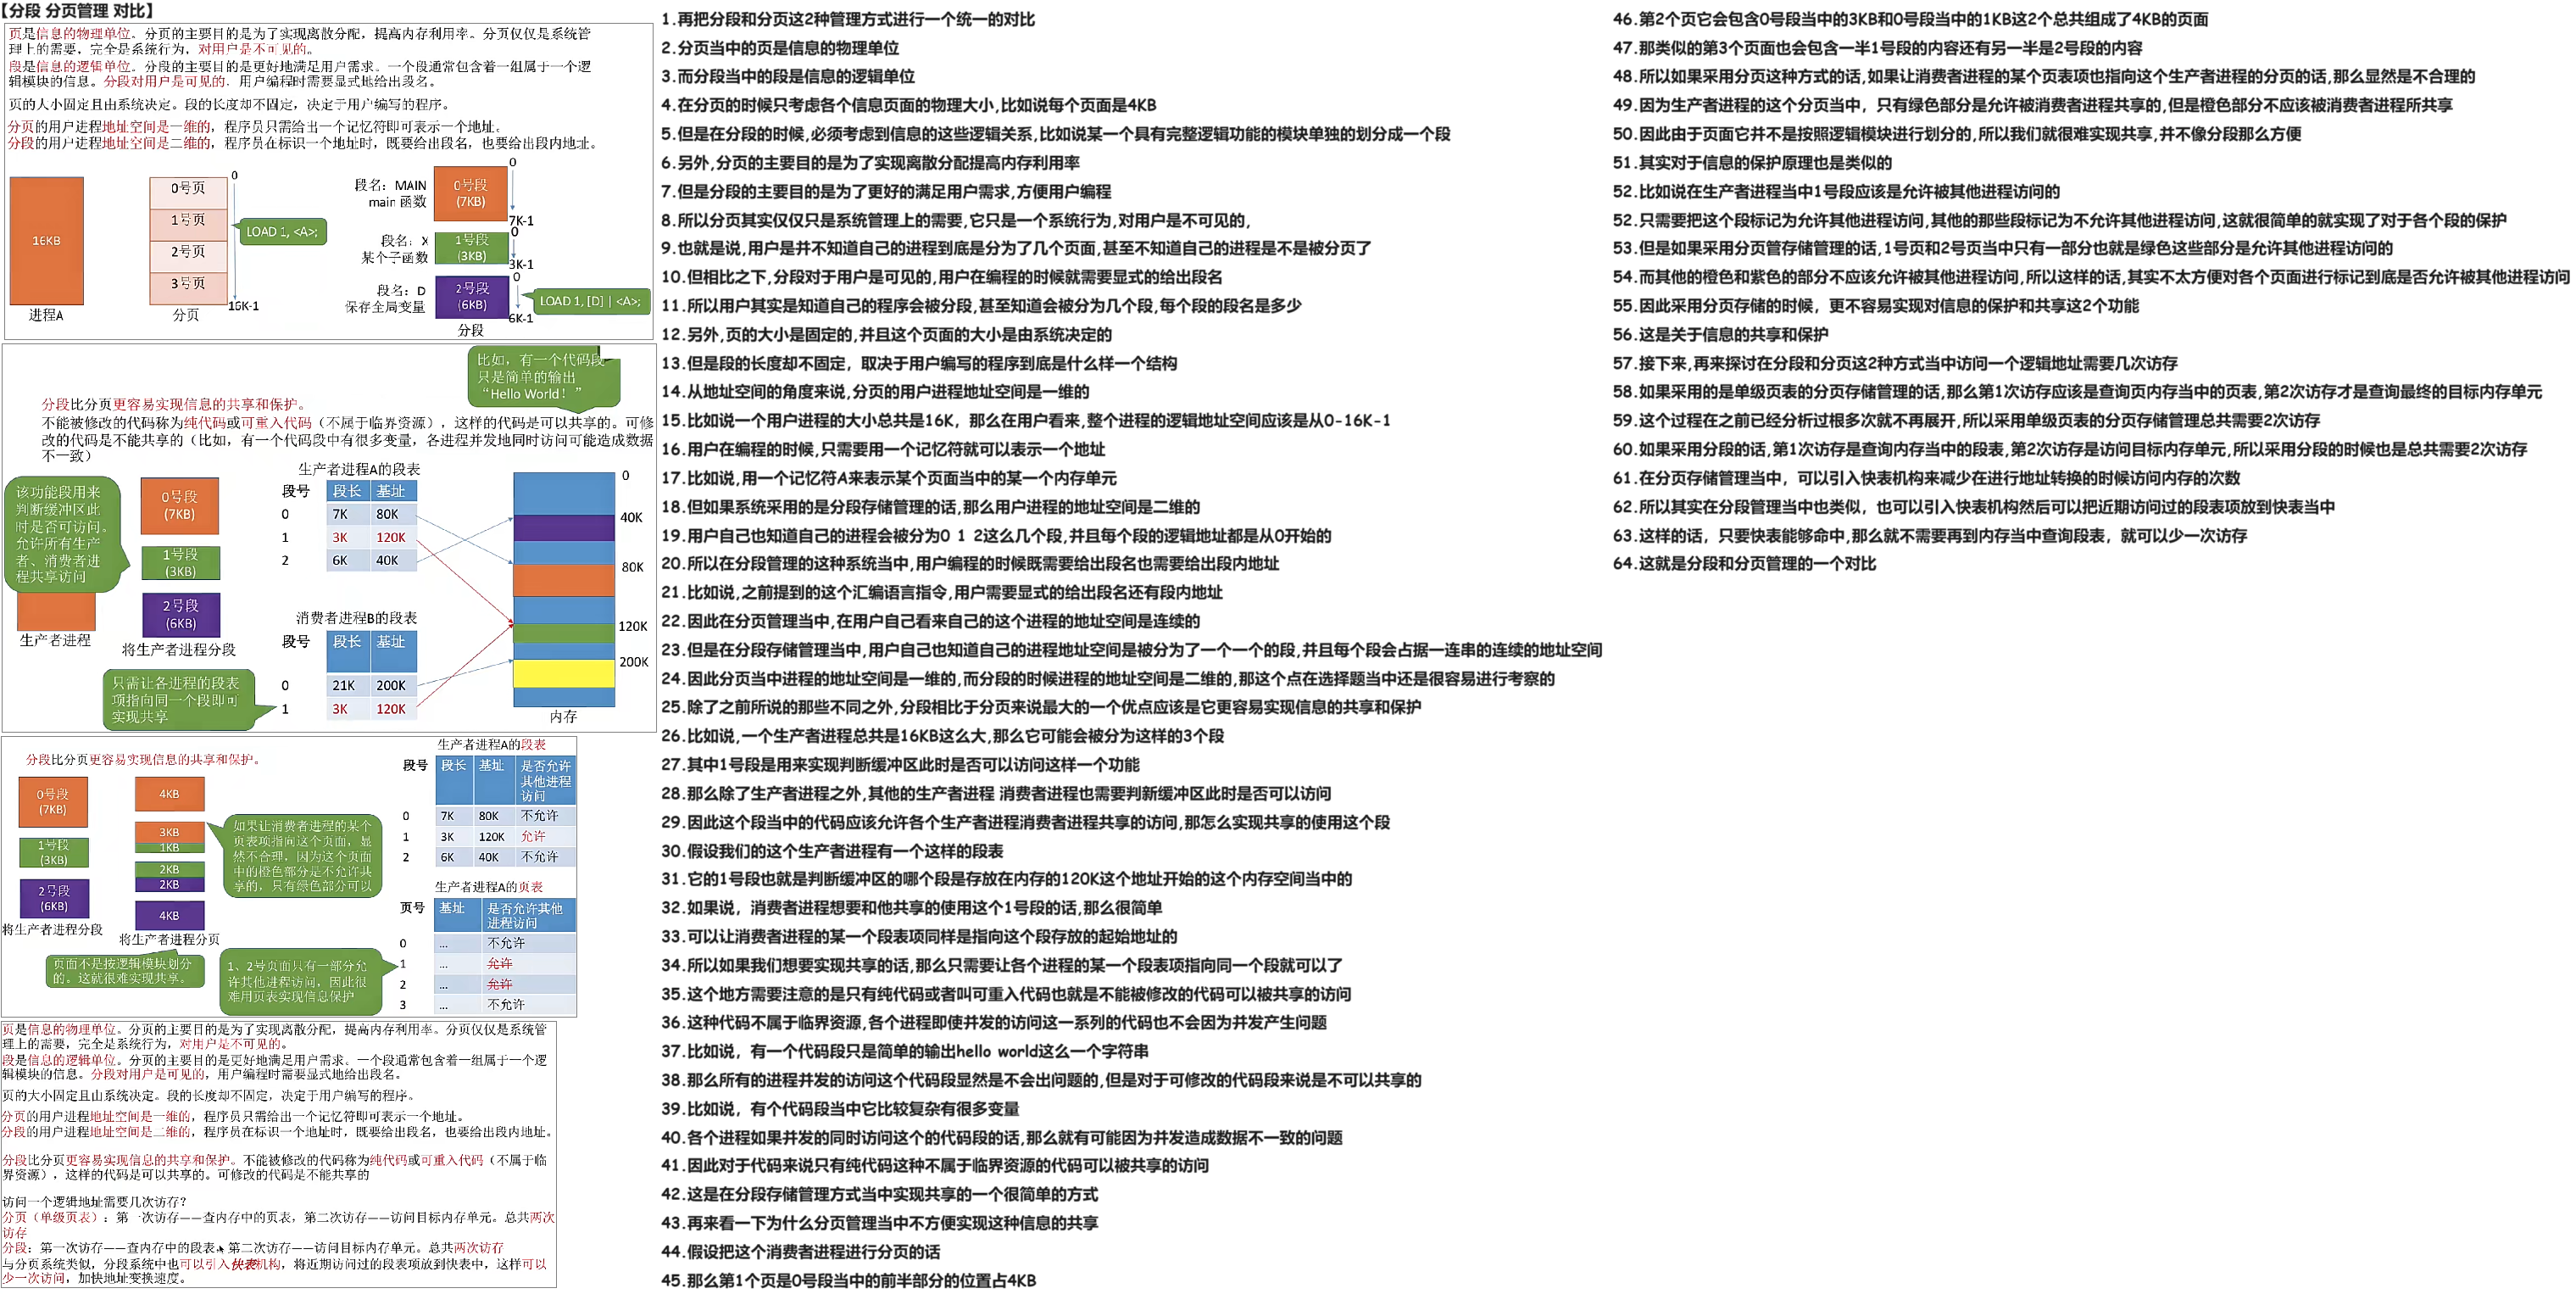 【分段 分页管理 对比】
页是信息的物理单位。分页的主要目的是为了实现离散分配，提高内存利用率。分页仅仅是系统管
理上的需要，完全是系统行为，对用户是不可见的。
段是信息的逻辑单位。分页的主要目的是更好地满足用户需求。一个段通常包含着一组属于一个逻
辑模块的信息。分段对用户是可见的，用户编程时需要显式地给出段名。
页的大小固定且由系统决定。段的长度却不固定，决定于用户编写的程序。
分页的用户进程地址空间是一维的，程序员只需给出一个记忆符即可表示一个地址。
分段的用户进程地址空间是二维的，程序员在标识一个地址时，既要给出段名，也要给出段内地址。
16KB
进程A
0号页
1号页
2号页
3号页
0
16K-1
分页
LOAD 1, <A>;
段名：MAIN
main 函数
0号段
(7KB)
0
7K-1
段名：X
某个子函数
1号段
(3KB)
0
3K-1
段名：D
保存全局变量
2号段
(6KB)
0
6K-1
LOAD 1, [D] | <A>;
分段
比如，有一个代码段
只是简单的输出
“Hello World！”
分段比分页更容易实现信息的共享和保护。
不能被修改的代码称为纯代码或可重入代码（不属于临界资源），这样的代码是可以共享的。可修
改的代码是不能共享的（比如，有一个代码段中有很多变量，各进程并发地同时访问可能造成数据
不一致）
该功能段用来
判断缓冲区此
时是否可访问。
允许所有生产
者、消费者进
程共享访问
生产者进程
0号段
(7KB)
1号段
(3KB)
2号段
(6KB)
将生产者进程分段
生产者进程A的段表
段号 段长 基址
0 7K 80K
1 3K 120K
2 6K 40K
消费者进程B的段表
段号 段长 基址
0 21K 200K
1 3K 120K
只需让各进程的段表
项指向同一个段即可
实现共享
0
40K
80K
120K
200K
内存
分段比分页更容易实现信息的共享和保护。
0号段
(7KB)
1号段
(3KB)
2号段
(6KB)
将生产者进程分段
4KB
3KB
1KB
2KB
2KB
4KB
将生产者进程分页
如果让消费者进程的某个
页表项指向这个页面，显
然不合理，因为这个页面
中的橙色部分是不允许共
享的，只有绿色部分可以
页面不是按逻辑模块划分
的。这就很难实现共享。
1、2号页面只有一部分允
许其他进程访问，因此很
难用页表实现信息保护
生产者进程A的段表
段号 段长 基址 是否允许
其他进程
访问
0 7K 80K 不允许
1 3K 120K 允许
2 6K 40K 不允许
生产者进程A的页表
页号 基址 是否允许其他
进程访问
0 ... 不允许
1 ... 允许
2 ... 允许
3 ... 不允许
页是信息的物理单位。分页的主要目的是为了实现离散分配，提高内存利用率。分页仅仅是系统管
理上的需要，完全是系统行为，对用户是不可见的。
段是信息的逻辑单位。分页的主要目的是更好地满足用户需求。一个段通常包含着一组属于一个逻
辑模块的信息。分段对用户是可见的，用户编程时需要显式地给出段名。
页的大小固定且由系统决定。段的长度却不固定，决定于用户编写的程序。
分页的用户进程地址空间是一维的，程序员只需给出一个记忆符即可表示一个地址。
分段的用户进程地址空间是二维的，程序员在标识一个地址时，既要给出段名，也要给出段内地址。
分段比分页更容易实现信息的共享和保护。不能被修改的代码称为纯代码或可重入代码（不属于临
界资源），这样的代码是可以共享的。可修改的代码是不能共享的
访问一个逻辑地址需要几次访存？
分页（单级页表）：第一次访存——查内存中的页表，第二次访存——访问目标内存单元。总共两次
访存
分段：第一次访存——查内存中的段表，第二次访存——访问目标内存单元。总共两次访存
与分页系统类似，分段系统中也可以引入快表机构，将近期访问过的段表项放到快表中，这样可以
少一次访问，加快地址变换速度。
1.再把分段和分页这2种管理方式进行一个统一的对比
2.分页当中的页是信息的物理单位
3.而分段当中的段是信息的逻辑单位
4.在分页的时候只考虑各个信息页面的物理大小,比如说每个页面是4KB
5.但是在分段的时候,必须考虑到信息的这些逻辑关系,比如说某一个具有完整逻辑功能的模块单独的划分成一个段
6.另外,分页的主要目的是为了实现离散分配提高内存利用率
7.但是分段的主要目的是为了更好的满足用户需求,方便用户编程
8.所以分页其实仅仅只是系统管理上的需要,它只是一个系统行为,对用户是不可见的,
9.也就是说,用户是并不知道自己的进程到底是分为了几个页面,甚至不知道自己的进程是不是被分页了
10.但相比之下,分段对于用户是可见的,用户在编程的时候就需要显式的给出段名
11.所以用户其实是知道自己的程序会被分段,甚至知道会被分为几个段,每个段的段名是多少
12.另外,页的大小是固定的,并且这个页面的大小是由系统决定的
13.但是段的长度却不固定，取决于用户编写的程序到底是什么样一个结构
14.从地址空间的角度来说,分页的用户进程地址空间是一维的
15.比如说一个用户进程的大小总共是16K，那么在用户看来,整个进程的逻辑地址空间应该是从0-16K-1
16.用户在编程的时候,只需要用一个记忆符就可以表示一个地址
17.比如说,用一个记忆符A来表示某个页面当中的某一个内存单元
18.但如果系统采用的是分段存储管理的话,那么用户进程的地址空间是二维的
19.用户自己也知道自己的进程会被分为0 1 2这么几个段,并且每个段的逻辑地址都是从0开始的
20.所以在分段管理的这种系统当中,用户编程的时候既需要给出段名也需要给出段内地址
21.比如说,之前提到的这个汇编语言指令,用户需要显式的给出段名还有段内地址
22.因此在分页管理当中,在用户自己看来自己的这个进程的地址空间是连续的
23.但是在分段存储管理当中,用户自己也知道自己的进程地址空间是被分为了一个一个的段,并且每个段会占据一连串的连续的地址空间
24.因此分页当中进程的地址空间是一维的,而分段的时候进程的地址空间是二维的,那这个点在选择题当中还是很容易进行考察的
25.除了之前所说的那些不同之外,分段相比于分页来说最大的一个优点应该是它更容易实现信息的共享和保护
26.比如说,一个生产者进程总共是16KB这么大,那么它可能会被分为这样的3个段
27.其中1号段是用来实现判断缓冲区此时是否可以访问这样一个功能
28.那么除了生产者进程之外,其他的生产者进程 消费者进程也需要判新缓冲区此时是否可以访问
29.因此这个段当中的代码应该允许各个生产者进程消费者进程共享的访问,那怎么实现共享的使用这个段
30.假设我们的这个生产者进程有一个这样的段表
31.它的1号段也就是判断缓冲区的哪个段是存放在内存的120K这个地址开始的这个内存空间当中的
32.如果说，消费者进程想要和他共享的使用这个1号段的话,那么很简单
33.可以让消费者进程的某一个段表项同样是指向这个段存放的起始地址的
34.所以如果我们想要实现共享的话,那么只需要让各个进程的某一个段表项指向同一个段就可以了
35.这个地方需要注意的是只有纯代码或者叫可重入代码也就是不能被修改的代码可以被共享的访问
36.这种代码不属于临界资源,各个进程即使并发的访问这一系列的代码也不会因为并发产生问题
37.比如说，有一个代码段只是简单的输出hello world这么一个字符串
38.那么所有的进程并发的访问这个代码段显然是不会出问题的,但是对于可修改的代码段来说是不可以共享的
39.比如说，有个代码段当中它比较复杂有很多变量
40.各个进程如果并发的同时访问这个的代码段的话,那么就有可能因为并发造成数据不一致的问题
41.因此对于代码来说只有纯代码这种不属于临界资源的代码可以被共享的访问
42.这是在分段存储管理方式当中实现共享的一个很简单的方式
43.再来看一下为什么分页管理当中不方便实现这种信息的共享
44.假设把这个消费者进程进行分页的话
45.那么第1个页是0号段当中的前半部分的位置占4KB
46.第2个页它会包含0号段当中的3KB和0号段当中的1KB这2个总共组成了4KB的页面
47.那类似的第3个页面也会包含一半1号段的内容还有另一半是2号段的内容
48.所以如果采用分页这种方式的话,如果让消费者进程的某个页表项也指向这个生产者进程的分页的话,那么显然是不合理的
49.因为生产者进程的这个分页当中，只有绿色部分是允许被消费者进程共享的,但是橙色部分不应该被消费者进程所共享
50.因此由于页面它并不是按照逻辑模块进行划分的,所以我们就很难实现共享,并不像分段那么方便
51.其实对于信息的保护原理也是类似的
52.比如说在生产者进程当中1号段应该是允许被其他进程访问的
52.只需要把这个段标记为允许其他进程访问,其他的那些段标记为不允许其他进程访问,这就很简单的就实现了对于各个段的保护
53.但是如果采用分页管存储管理的话,1号页和2号页当中只有一部分也就是绿色这些部分是允许其他进程访问的
54.而其他的橙色和紫色的部分不应该允许被其他进程访问,所以这样的话,其实不太方便对各个页面进行标记到底是否允许被其他进程访问
55.因此采用分页存储的时候，更不容易实现对信息的保护和共享这2个功能
56.这是关于信息的共享和保护
57.接下来,再来探讨在分段和分页这2种方式当中访问一个逻辑地址需要几次访存
58.如果采用的是单级页表的分页存储管理的话,那么第1次访存应该是查询页内存当中的页表,第2次访存才是查询最终的目标内存单元
59.这个过程在之前已经分析过很多次就不再展开,所以采用单级页表的分页存储管理总共需要2次访存
60.如果采用分段的话,第1次访存是查询内存当中的段表,第2次访存是访问目标内存单元,所以采用分段的时候也是总共需要2次访存
61.在分页存储管理当中，可以引入快表机构来减少在进行地址转换的时候访问内存的次数
62.所以其实在分段管理当中也类似，也可以引入快表机构然后可以把近期访问过的段表项放到快表当中
63.这样的话，只要快表能够命中,那么就不需要再到内存当中查询段表，就可以少一次访存
64.这就是分段和分页管理的一个对比